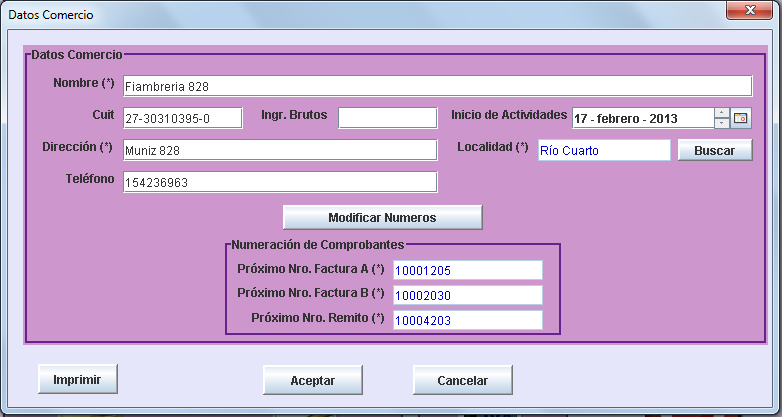 Datos Comercio
Datos Comercio
Nombre (*) Fiambreria 828
Cuit 27-30310395-0 Ingr. Brutos Inicio de Actividades 17 - febrero - 2013
Dirección (*) Muniz 828 Localidad (*) Río Cuarto Buscar
Teléfono 154236963
Modificar Numeros
Numeración de Comprobantes
Próximo Nro. Factura A (*) 10001205
Próximo Nro. Factura B (*) 10002030
Próximo Nro. Remito (*) 10004203
Imprimir Aceptar Cancelar